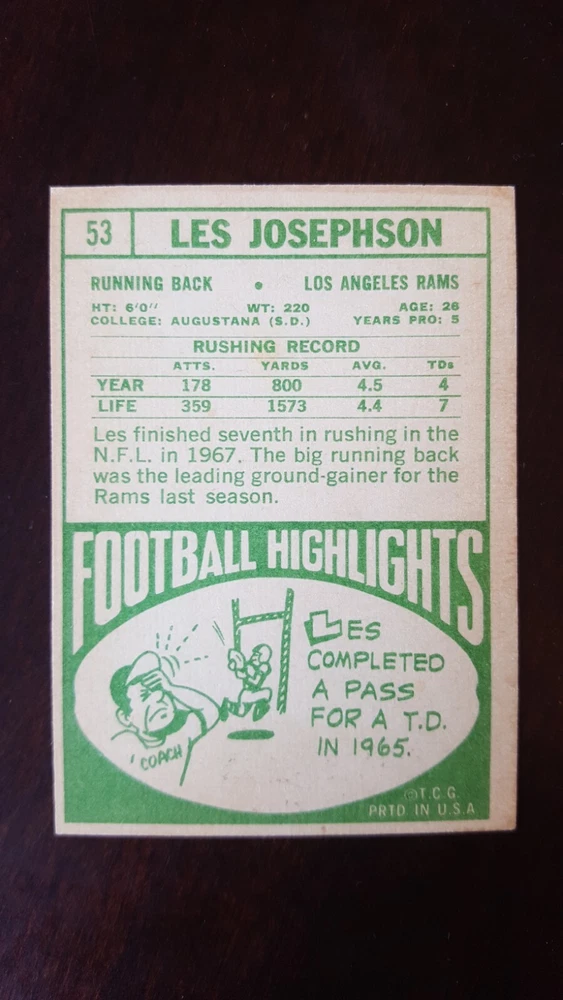 53 LES JOSEPHSON
RUNNING BACK • LOS ANGELES RAMS
HT: 6'0" WT: 220 AGE: 26
COLLEGE: AUGUSTANA (S.D.) YEARS PRO: 5
RUSHING RECORD
ATTS. YARDS AVG. TDs
YEAR 178 800 4.5 4
LIFE 359 1573 4.4 7
Les finished seventh in rushing in the
N.F.L. in 1967. The big running back
was the leading ground-gainer for the
Rams last season.
FOOTBALL HIGHLIGHTS
LES
COMPLETED
A PASS
FOR A T.D.
IN 1965.
COACH
©T.C.G.
PRTD IN U.S.A